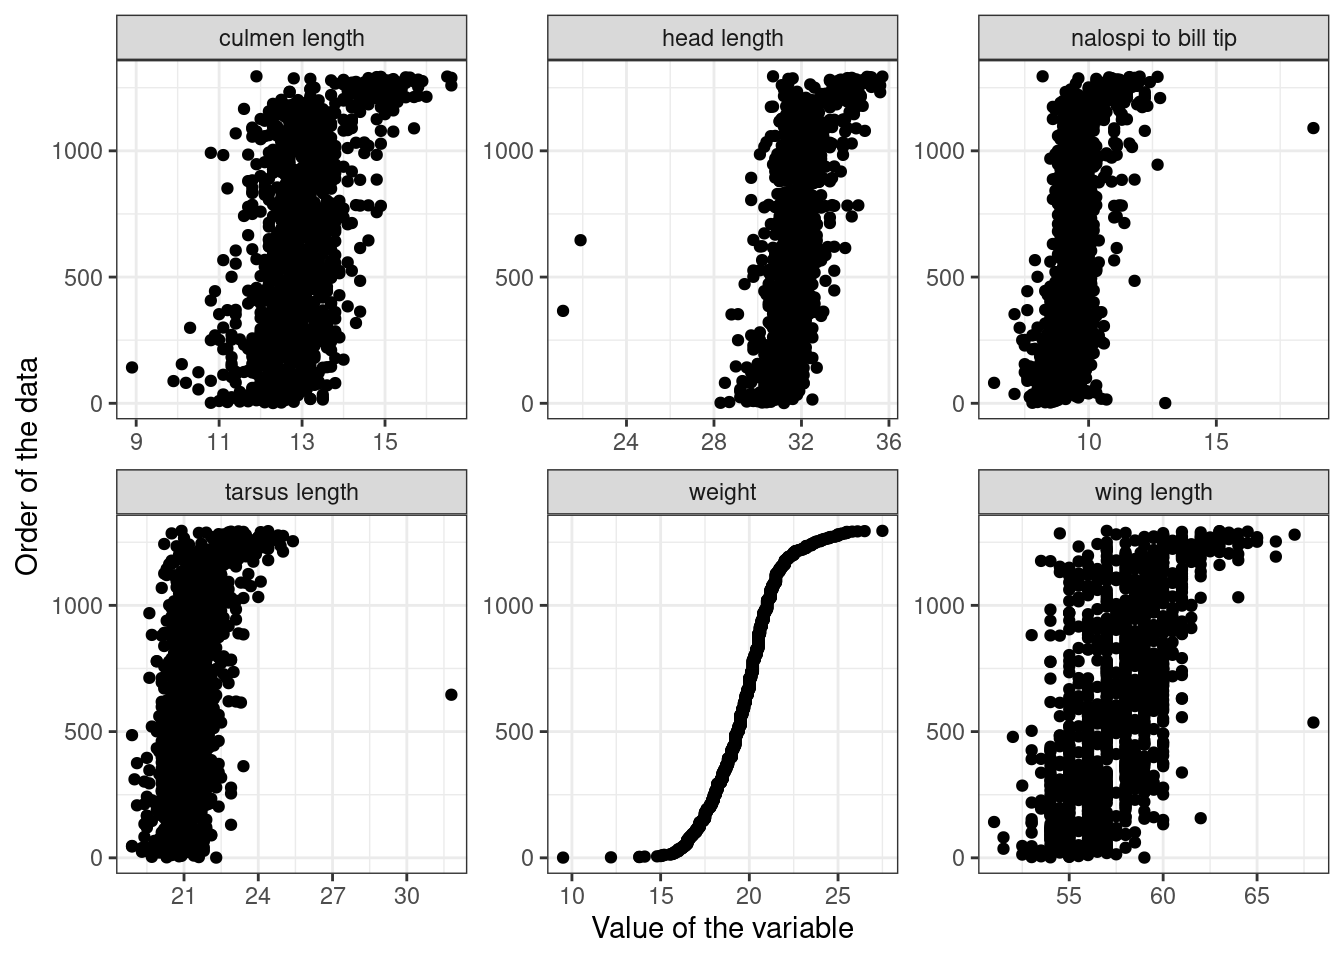 culmen length
head length
nalospi to bill tip
1000
500
0
9 11 13 15
1000
500
0
24 28 32 36
1000
500
0
10 15
tarsus length
weight
wing length
1000
500
0
21 24 27 30
1000
500
0
10 15 20 25
1000
500
0
55 60 65
Order of the data
Value of the variable